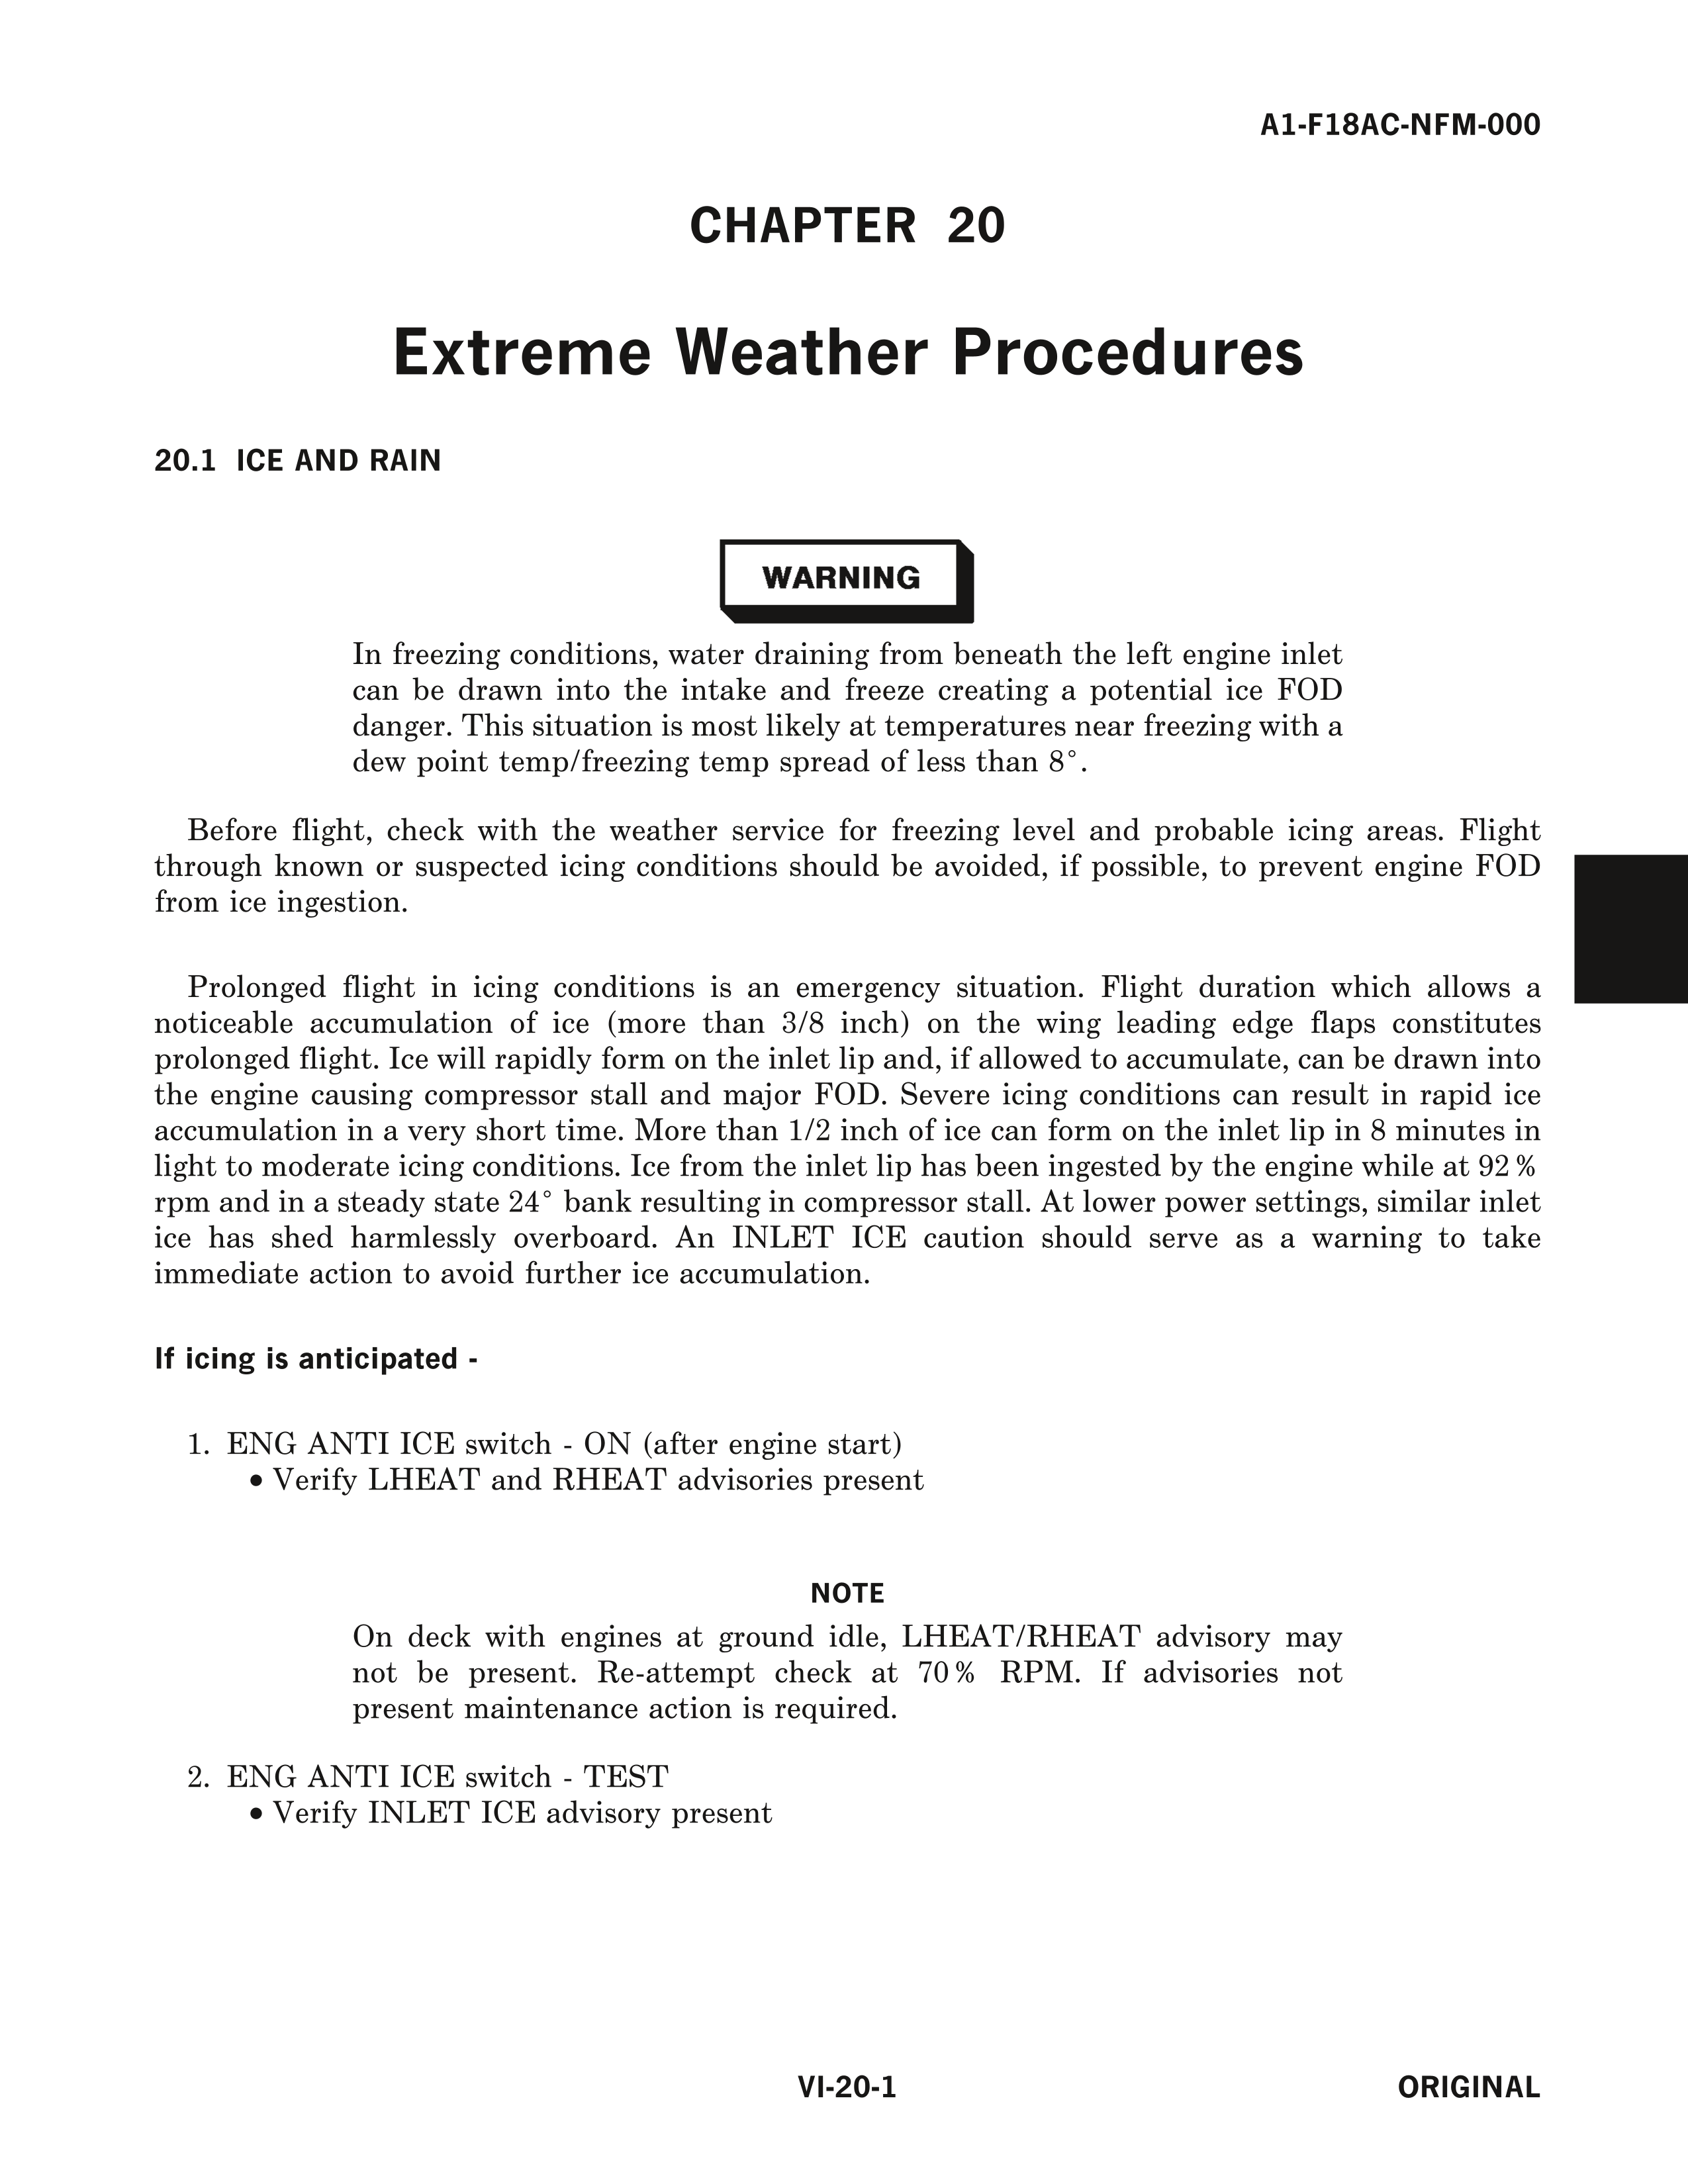 A1-F18AC-NFM-000
CHAPTER 20
Extreme Weather Procedures
20.1 ICE AND RAIN
WARNING
In freezing conditions, water draining from beneath the left engine inlet
can be drawn into the intake and freeze creating a potential ice FOD
danger. This situation is most likely at temperatures near freezing with a
dew point temp/freezing temp spread of less than 8°.
Before flight, check with the weather service for freezing level and probable icing areas. Flight
through known or suspected icing conditions should be avoided, if possible, to prevent engine FOD
from ice ingestion.
Prolonged flight in icing conditions is an emergency situation. Flight duration which allows a
noticeable accumulation of ice (more than 3/8 inch) on the wing leading edge flaps constitutes
prolonged flight. Ice will rapidly form on the inlet lip and, if allowed to accumulate, can be drawn into
the engine causing compressor stall and major FOD. Severe icing conditions can result in rapid ice
accumulation in a very short time. More than 1/2 inch of ice can form on the inlet lip in 8 minutes in
light to moderate icing conditions. Ice from the inlet lip has been ingested by the engine while at 92%
rpm and in a steady state 24° bank resulting in compressor stall. At lower power settings, similar inlet
ice has shed harmlessly overboard. An INLET ICE caution should serve as a warning to take
immediate action to avoid further ice accumulation.
If icing is anticipated -
1. ENG ANTI ICE switch - ON (after engine start)
• Verify LHEAT and RHEAT advisories present
NOTE
On deck with engines at ground idle, LHEAT/RHEAT advisory may
not be present. Re-attempt check at 70% RPM. If advisories not
present maintenance action is required.
2. ENG ANTI ICE switch - TEST
• Verify INLET ICE advisory present
VI-20-1
ORIGINAL